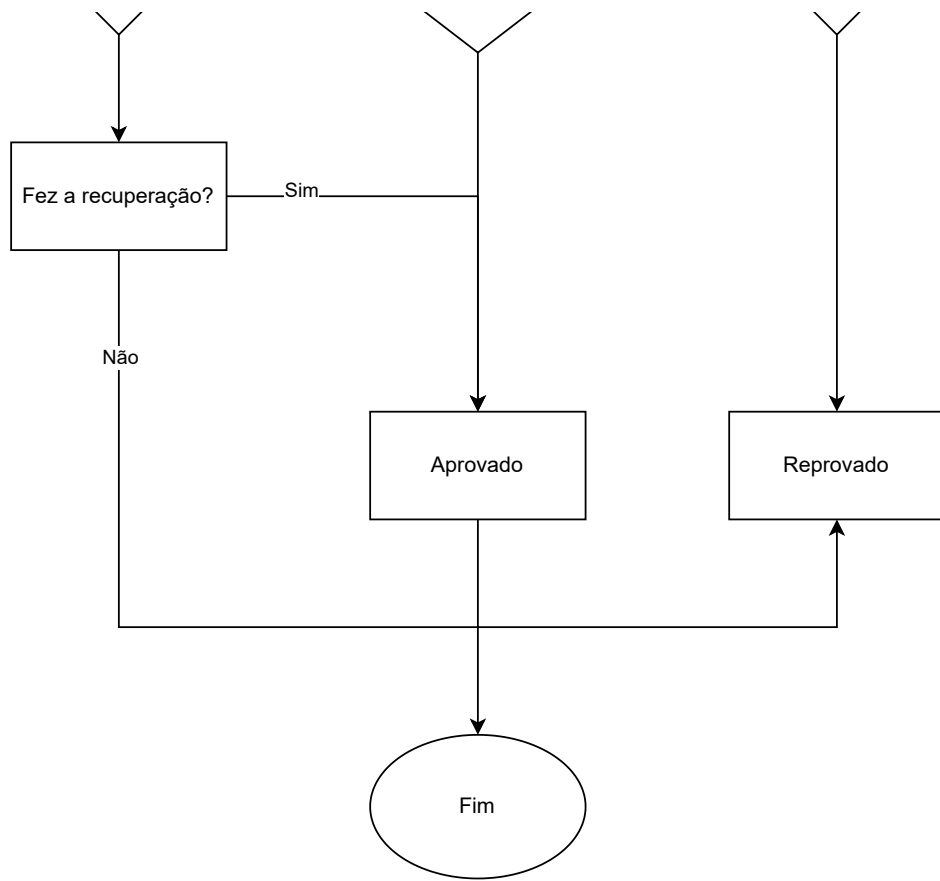 Fez a recuperação?
Sim
Não
Aprovado
Reprovado
Fim